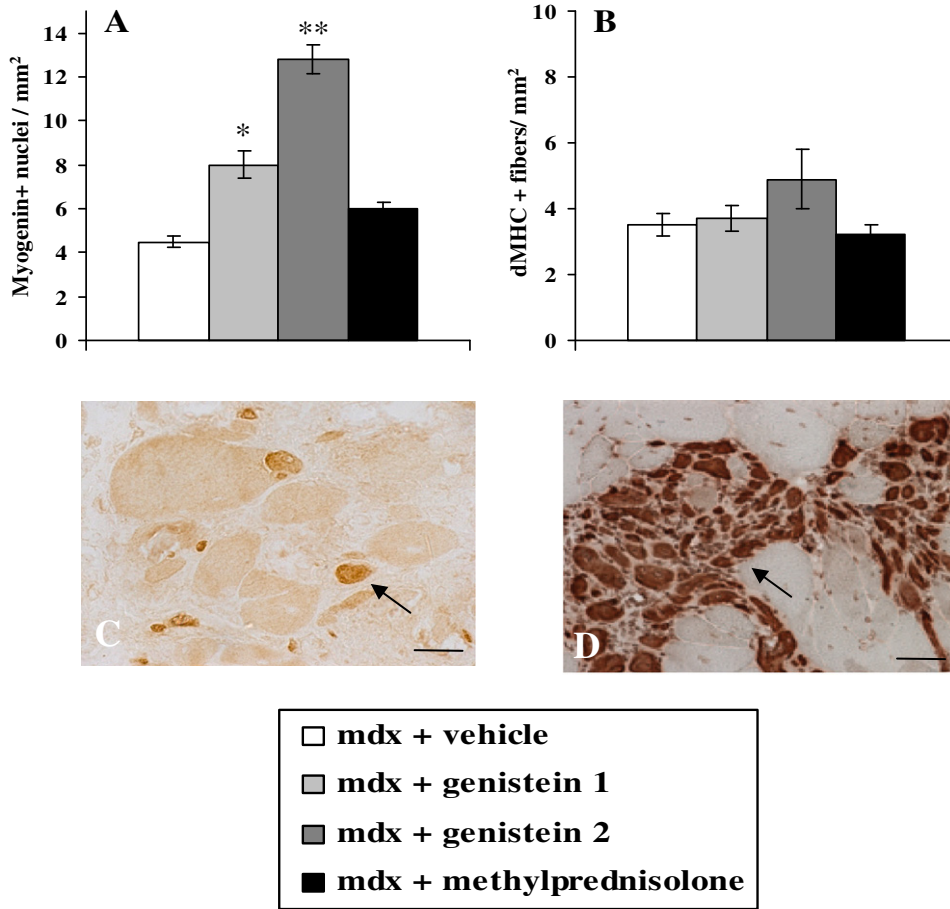 A
Myogenin+ nuclei / mm²
14
12
10
8
6
4
2
0
*
**
B
dMHC + fibers/ mm²
10
8
6
4
2
0
C
D
mdx + vehicle
mdx + genistein 1
mdx + genistein 2
mdx + methylprednisolone